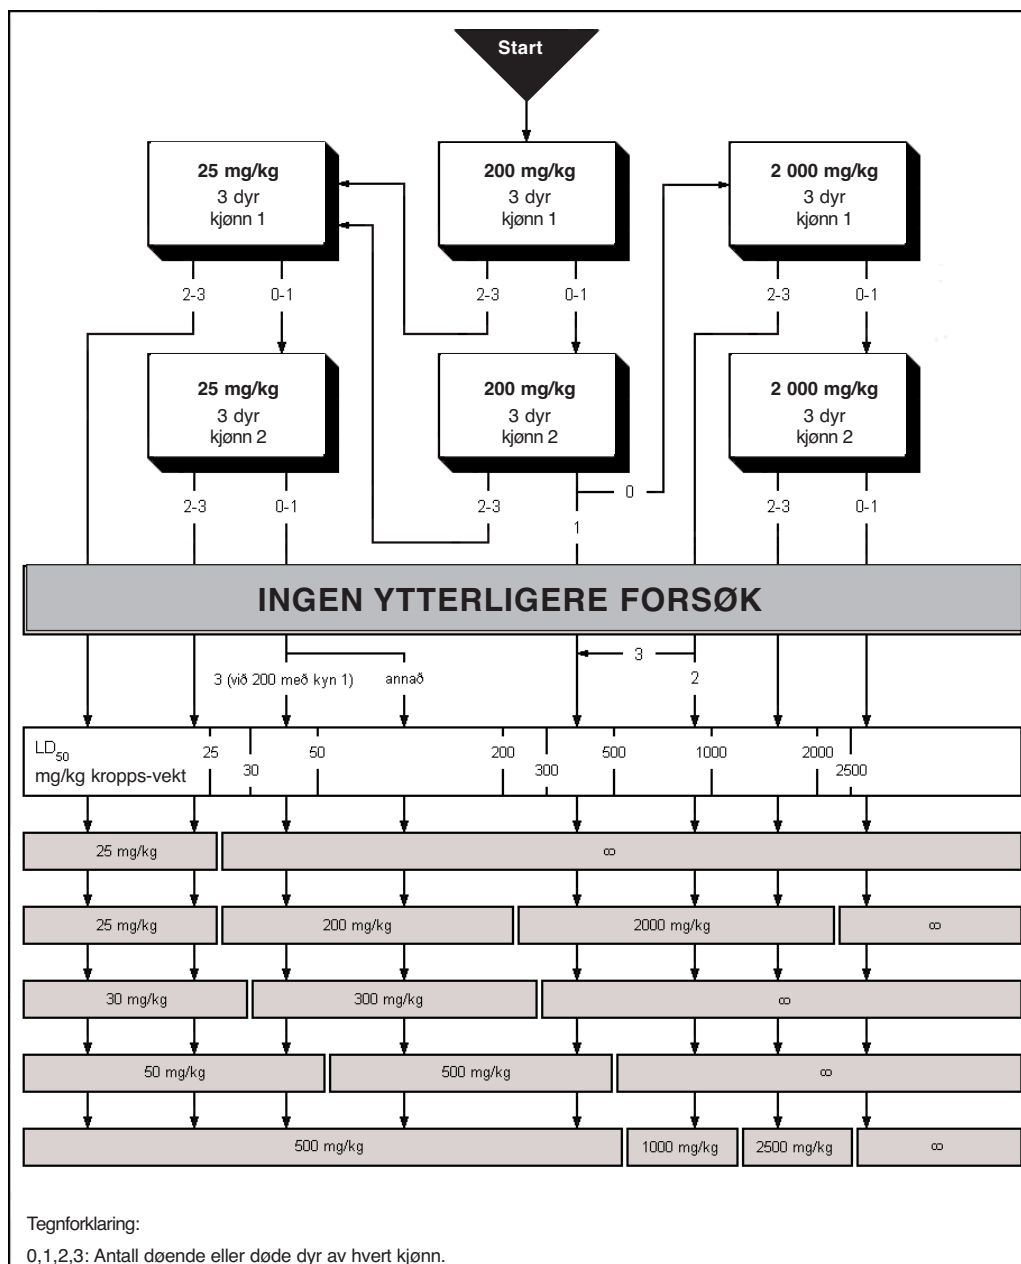 Start
25 mg/kg
3 dyr
kjønn 1
200 mg/kg
3 dyr
kjønn 1
2 000 mg/kg
3 dyr
kjønn 1
2-3
0-1
2-3
0-1
2-3
0-1
25 mg/kg
3 dyr
kjønn 2
200 mg/kg
3 dyr
kjønn 2
2 000 mg/kg
3 dyr
kjønn 2
2-3
0-1
2-3
0
1
2-3
0-1
INGEN YTTERLIGERE FORSØK
3 (við 200 með kyn 1)
annað
3
2
LD50
mg/kg kropps-vekt
25
30
50
200
300
500
1000
2000
2500
25 mg/kg
∞
25 mg/kg
200 mg/kg
2000 mg/kg
∞
30 mg/kg
300 mg/kg
∞
50 mg/kg
500 mg/kg
∞
500 mg/kg
1000 mg/kg
2500 mg/kg
∞
Tegnforklaring:
0,1,2,3: Antall døende eller døde dyr av hvert kjønn.